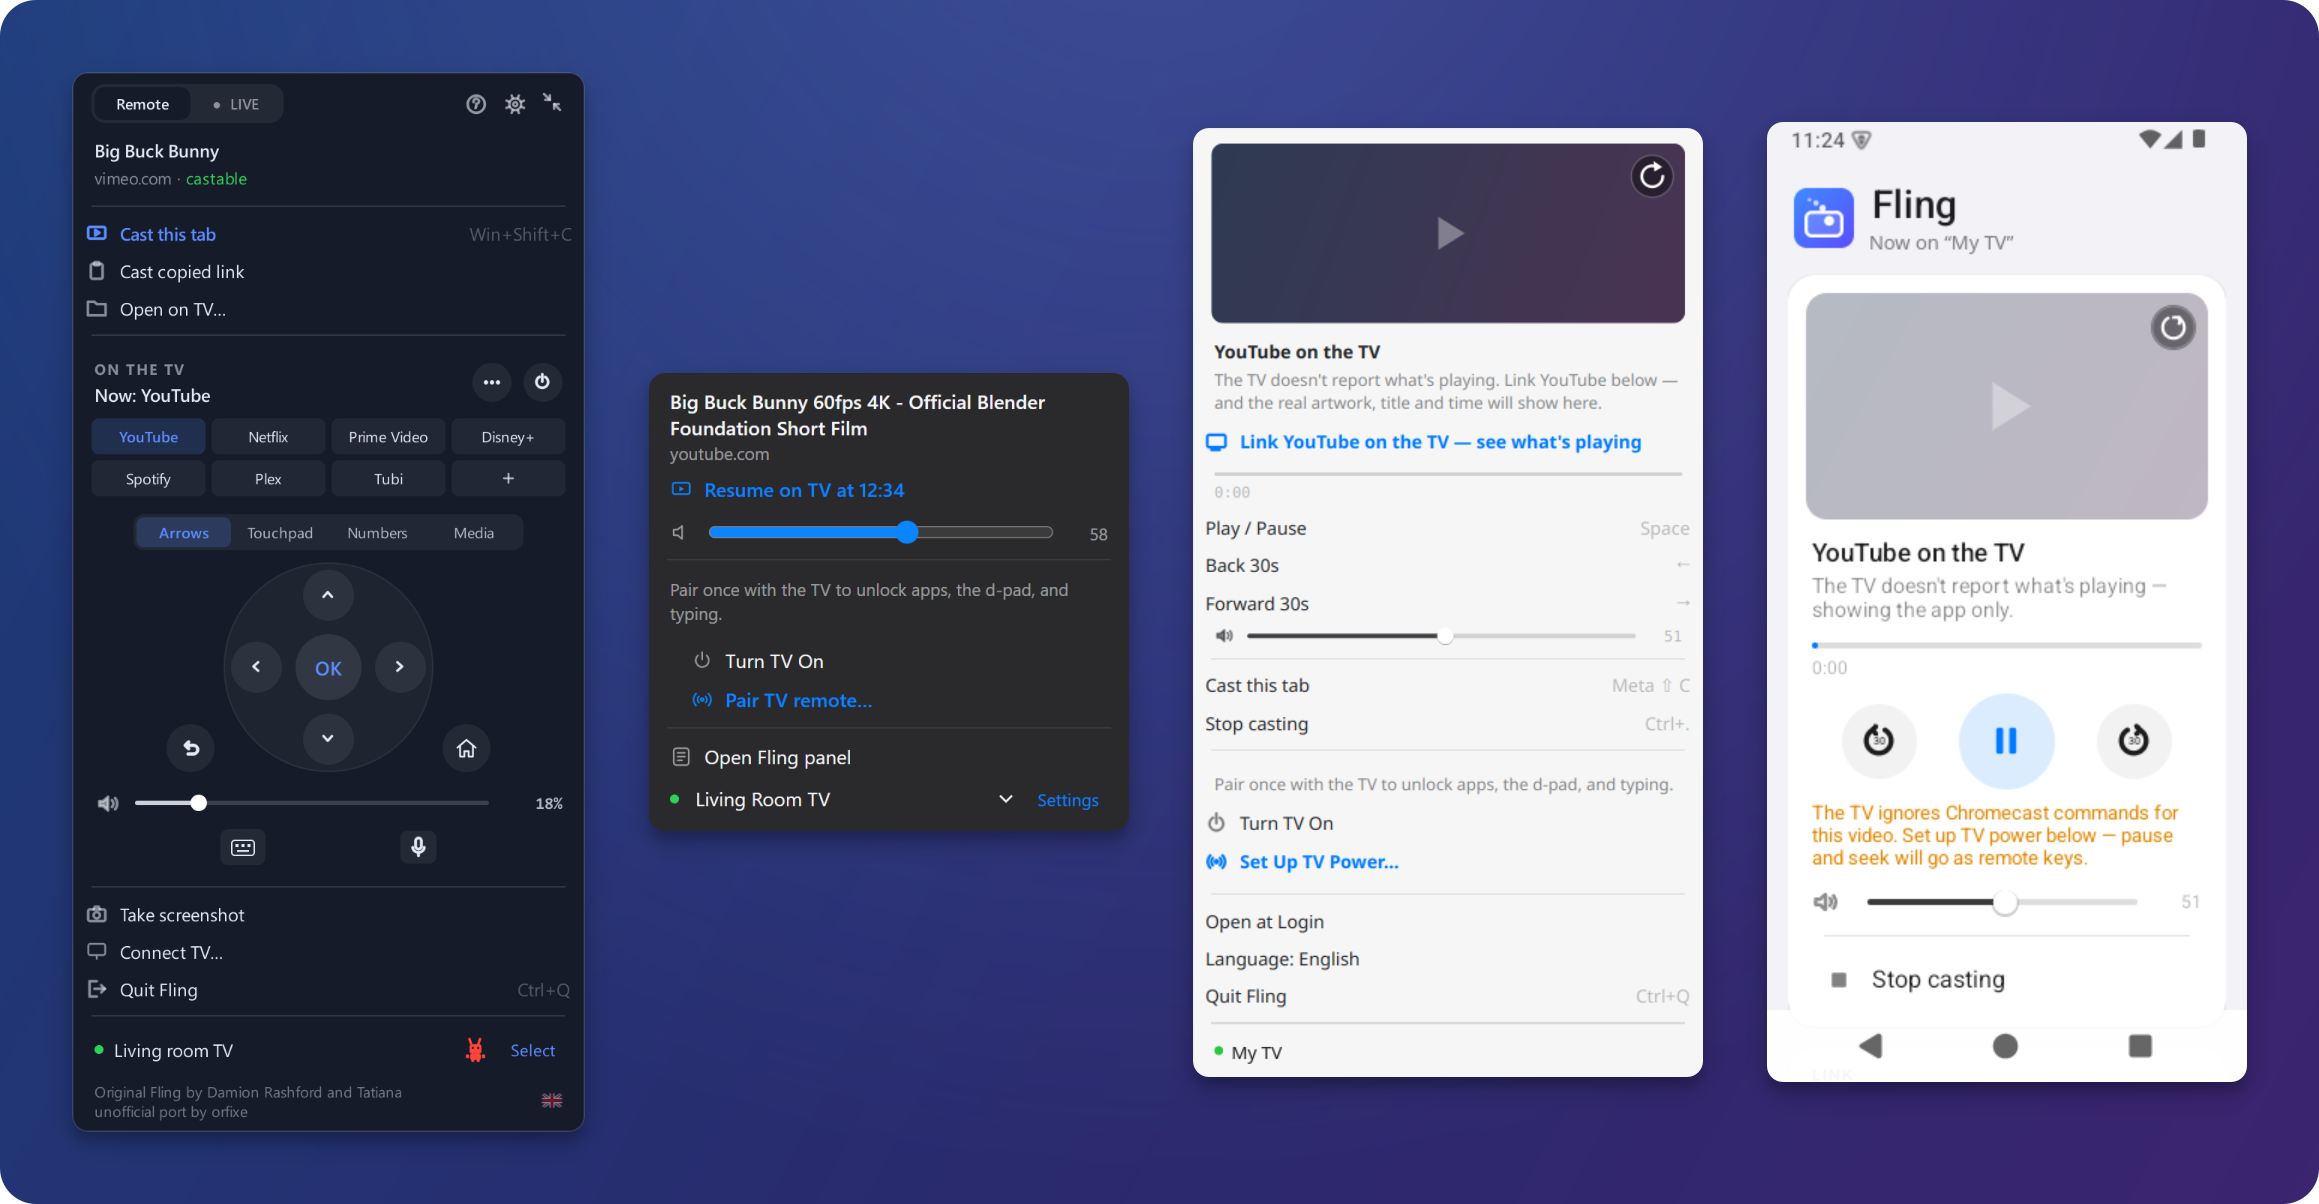 Remote
LIVE
Big Buck Bunny
vimeo.com · castable
Cast this tab Win+Shift+C
Cast copied link
Open on TV...
ON THE TV
Now: YouTube
YouTube Netflix Prime Video Disney+
Spotify Plex Tubi +
Arrows Touchpad Numbers Media
OK
18%
Take screenshot
Connect TV...
Quit Fling Ctrl+Q
Living room TV Select
Original Fling by Damion Rashford and Tatiana
unofficial port by orfixe
Big Buck Bunny 60fps 4K - Official Blender
Foundation Short Film
youtube.com
Resume on TV at 12:34
58
Pair once with the TV to unlock apps, the d-pad, and
typing.
Turn TV On
Pair TV remote...
Open Fling panel
Living Room TV Settings
YouTube on the TV
The TV doesn't report what's playing. Link YouTube below —
and the real artwork, title and time will show here.
Link YouTube on the TV — see what's playing
0:00
Play / Pause Space
Back 30s ←
Forward 30s →
51
Cast this tab Meta ⇧ C
Stop casting Ctrl+.
Pair once with the TV to unlock apps, the d-pad, and typing.
Turn TV On
Set Up TV Power...
Open at Login
Language: English
Quit Fling Ctrl+Q
My TV
11:24
Fling
Now on “My TV”
YouTube on the TV
The TV doesn't report what's playing —
showing the app only.
0:00
30
30
The TV ignores Chromecast commands for
this video. Set up TV power below — pause
and seek will go as remote keys.
51
Stop casting
LINK